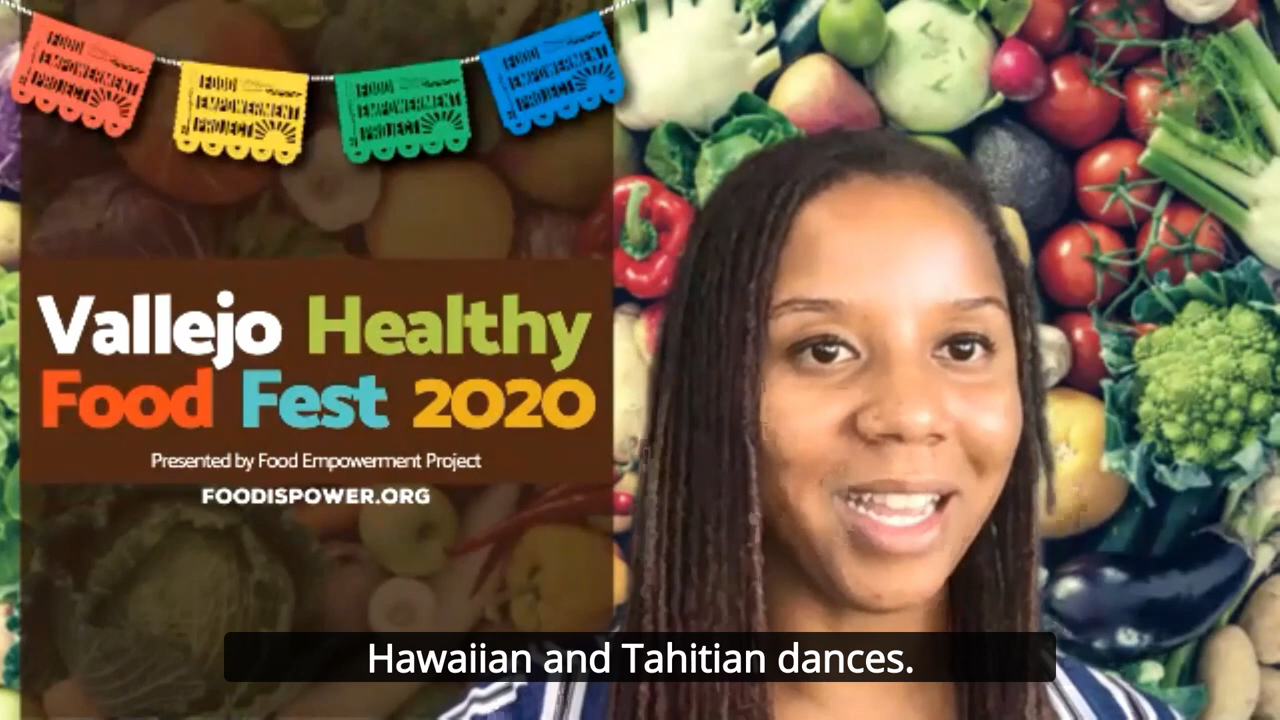 FOOD
EMPOWERMENT
PROJECT
FOOD
EMPOWERMENT
PROJECT
FOOD
EMPOWERMENT
PROJECT
FOOD
EMPOWERMENT
PROJECT
Vallejo Healthy
Food Fest 2020
Presented by Food Empowerment Project
FOODISPOWER.ORG
Hawaiian and Tahitian dances.